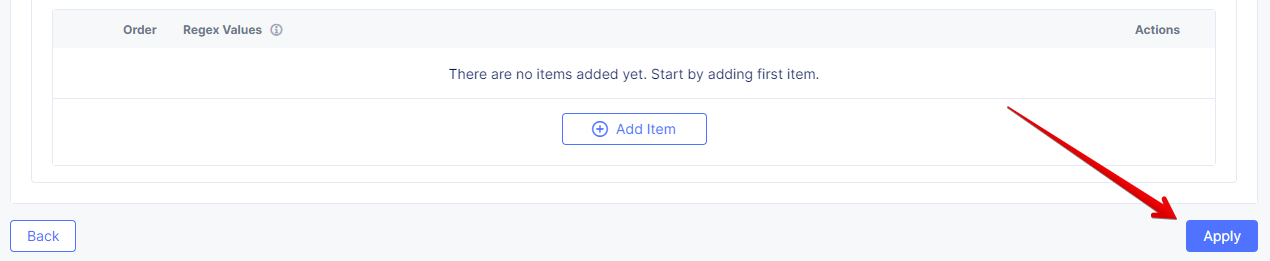 Order Regex Values Actions
There are no items added yet. Start by adding first item.
Add Item
Back Apply